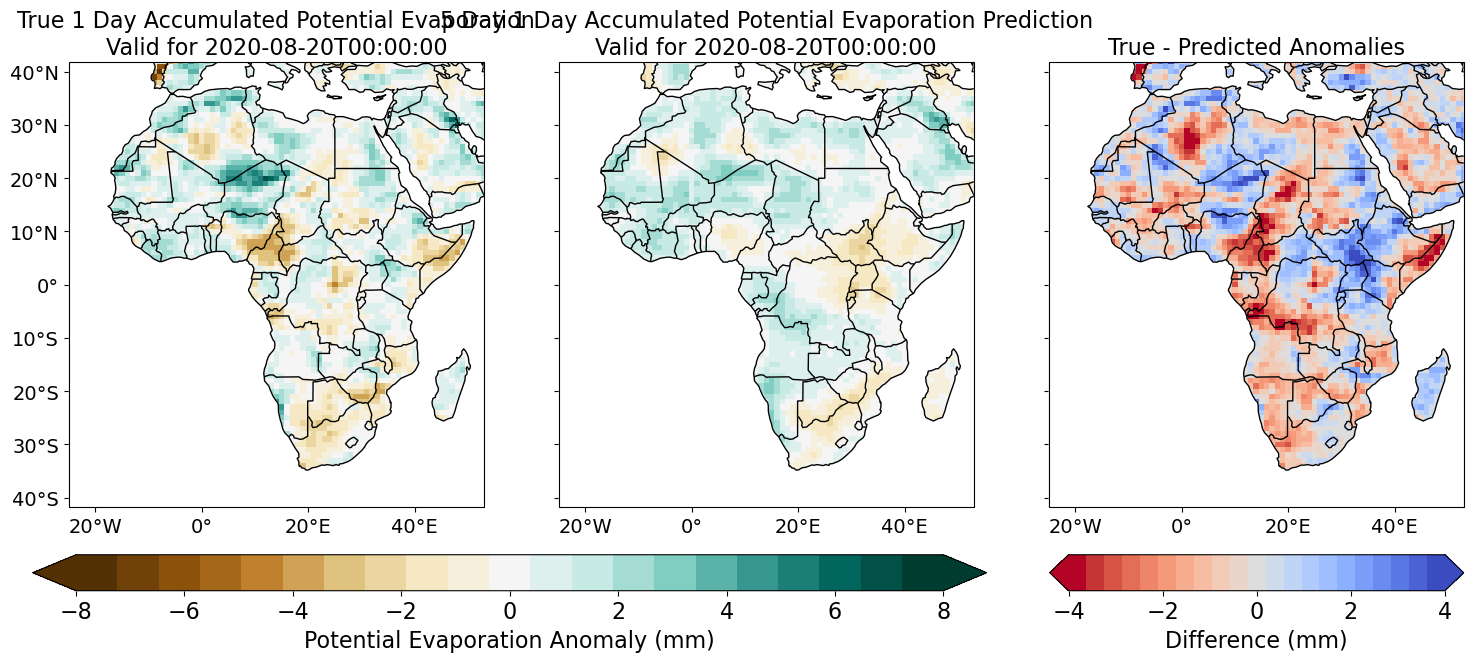 True 1 Day Accumulated Potential Evaporation
Valid for 2020-08-20T00:00:00
5 Day 1 Day Accumulated Potential Evaporation Prediction
Valid for 2020-08-20T00:00:00
True - Predicted Anomalies
40°N
30°N
20°N
10°N
0°
10°S
20°S
30°S
40°S
20°W 0° 20°E 40°E
20°W 0° 20°E 40°E
20°W 0° 20°E 40°E
−8 −6 −4 −2 0 2 4 6 8
Potential Evaporation Anomaly (mm)
−4 −2 0 2 4
Difference (mm)